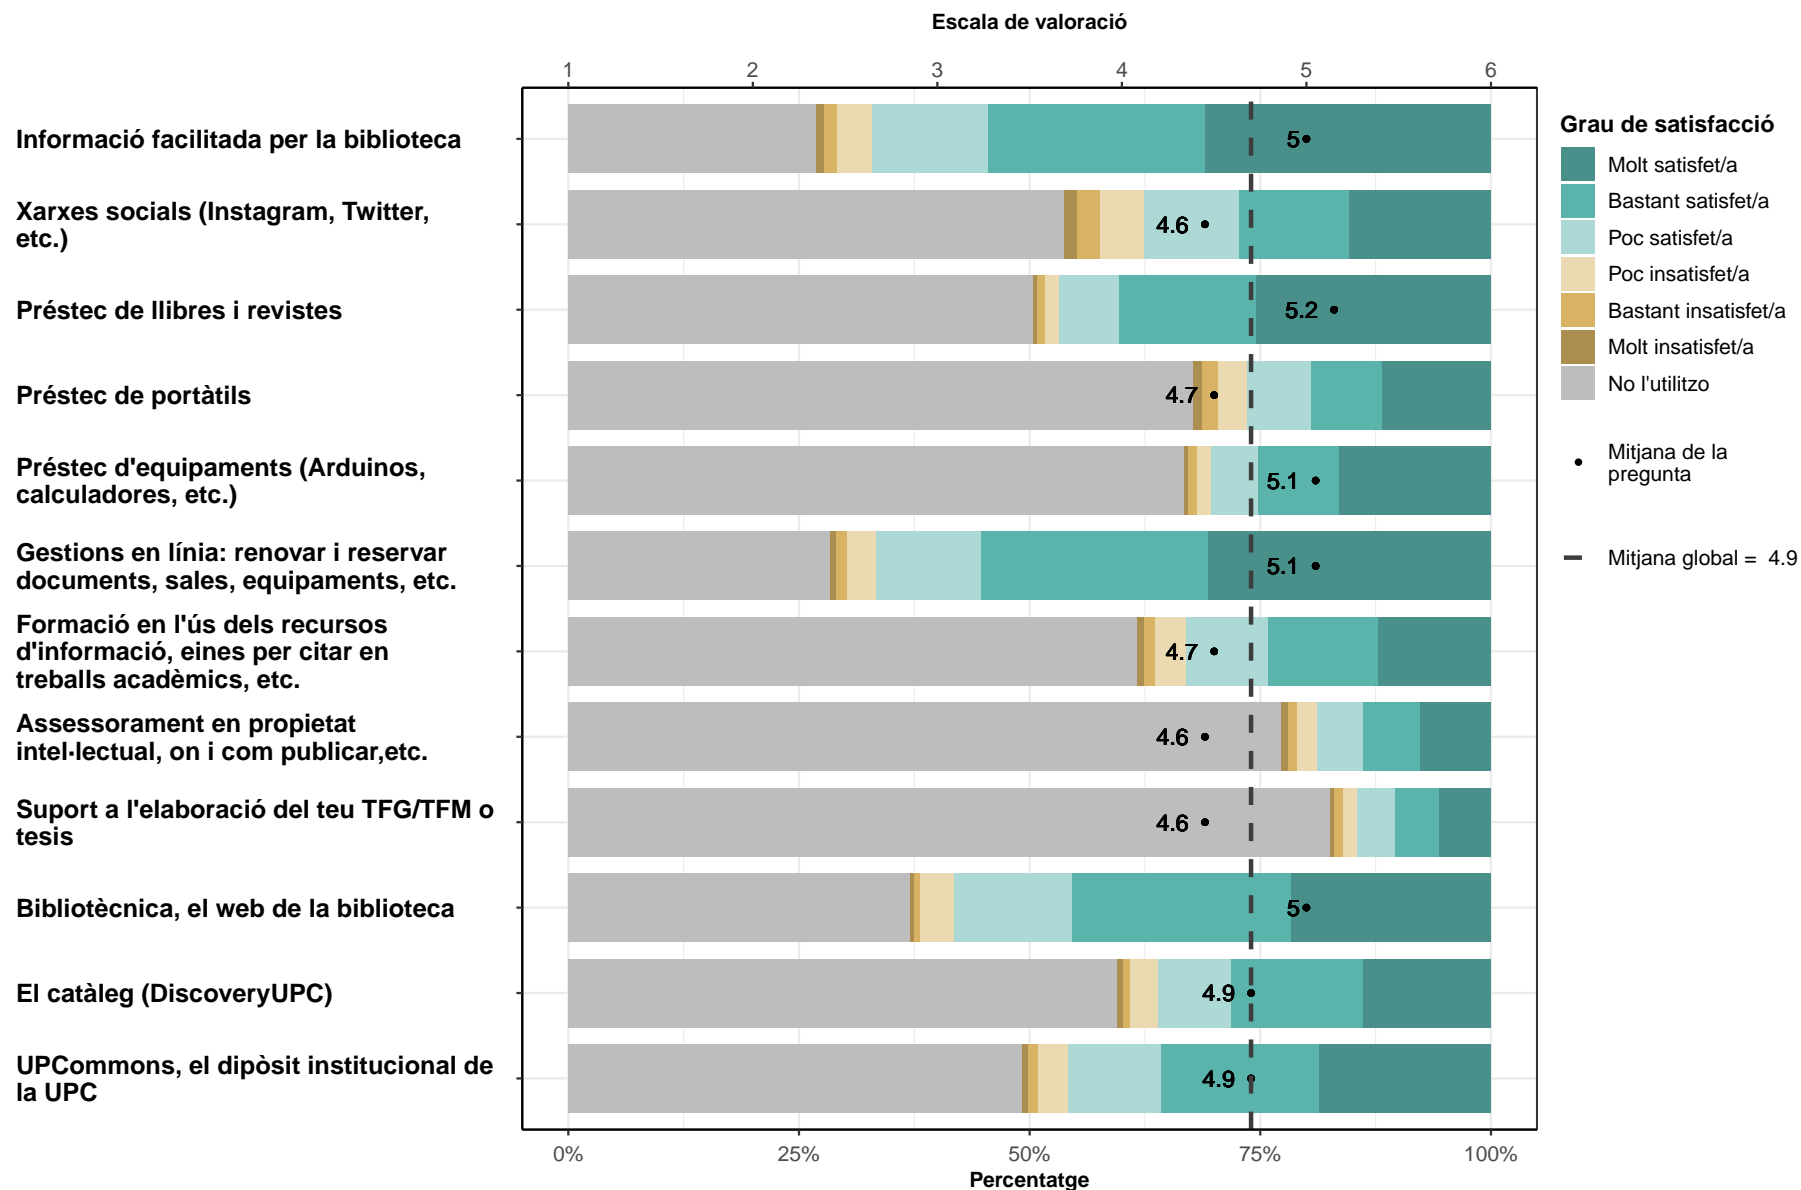 Escala de valoració
1 2 3 4 5 6
Informació facilitada per la biblioteca
5
Xarxes socials (Instagram, Twitter,
etc.)
4.6
Préstec de llibres i revistes
5.2
Préstec de portàtils
4.7
Préstec d'equipaments (Arduinos,
calculadores, etc.)
5.1
Gestions en línia: renovar i reservar
documents, sales, equipaments, etc.
5.1
Formació en l'ús dels recursos
d'informació, eines per citar en
treballs acadèmics, etc.
4.7
Assessorament en propietat
intel·lectual, on i com publicar,etc.
4.6
Suport a l'elaboració del teu TFG/TFM o
tesis
4.6
Bibliotècnica, el web de la biblioteca
5
El catàleg (DiscoveryUPC)
4.9
UPCommons, el dipòsit institucional de
la UPC
4.9
0% 25% 50% 75% 100%
Percentatge
Grau de satisfacció
Molt satisfet/a
Bastant satisfet/a
Poc satisfet/a
Poc insatisfet/a
Bastant insatisfet/a
Molt insatisfet/a
No l'utilitzo
Mitjana de la
pregunta
Mitjana global = 4.9